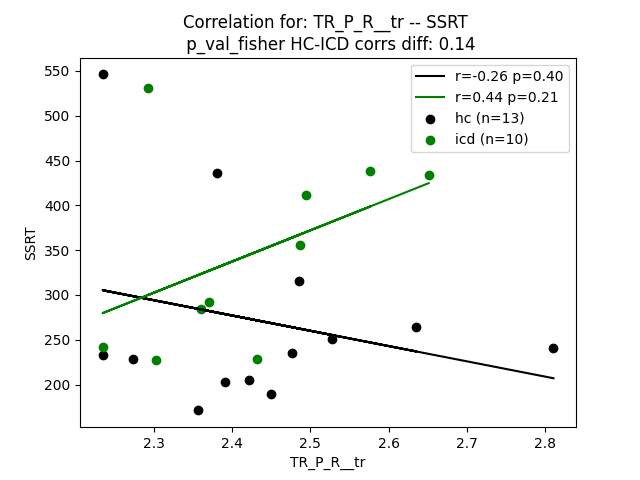 Correlation for: TR_P_R__tr -- SSRT
p_val_fisher HC-ICD corrs diff: 0.14
r=-0.26 p=0.40
r=0.44 p=0.21
hc (n=13)
icd (n=10)
550
500
450
400
350
300
250
200
SSRT
2.3 2.4 2.5 2.6 2.7 2.8
TR_P_R__tr